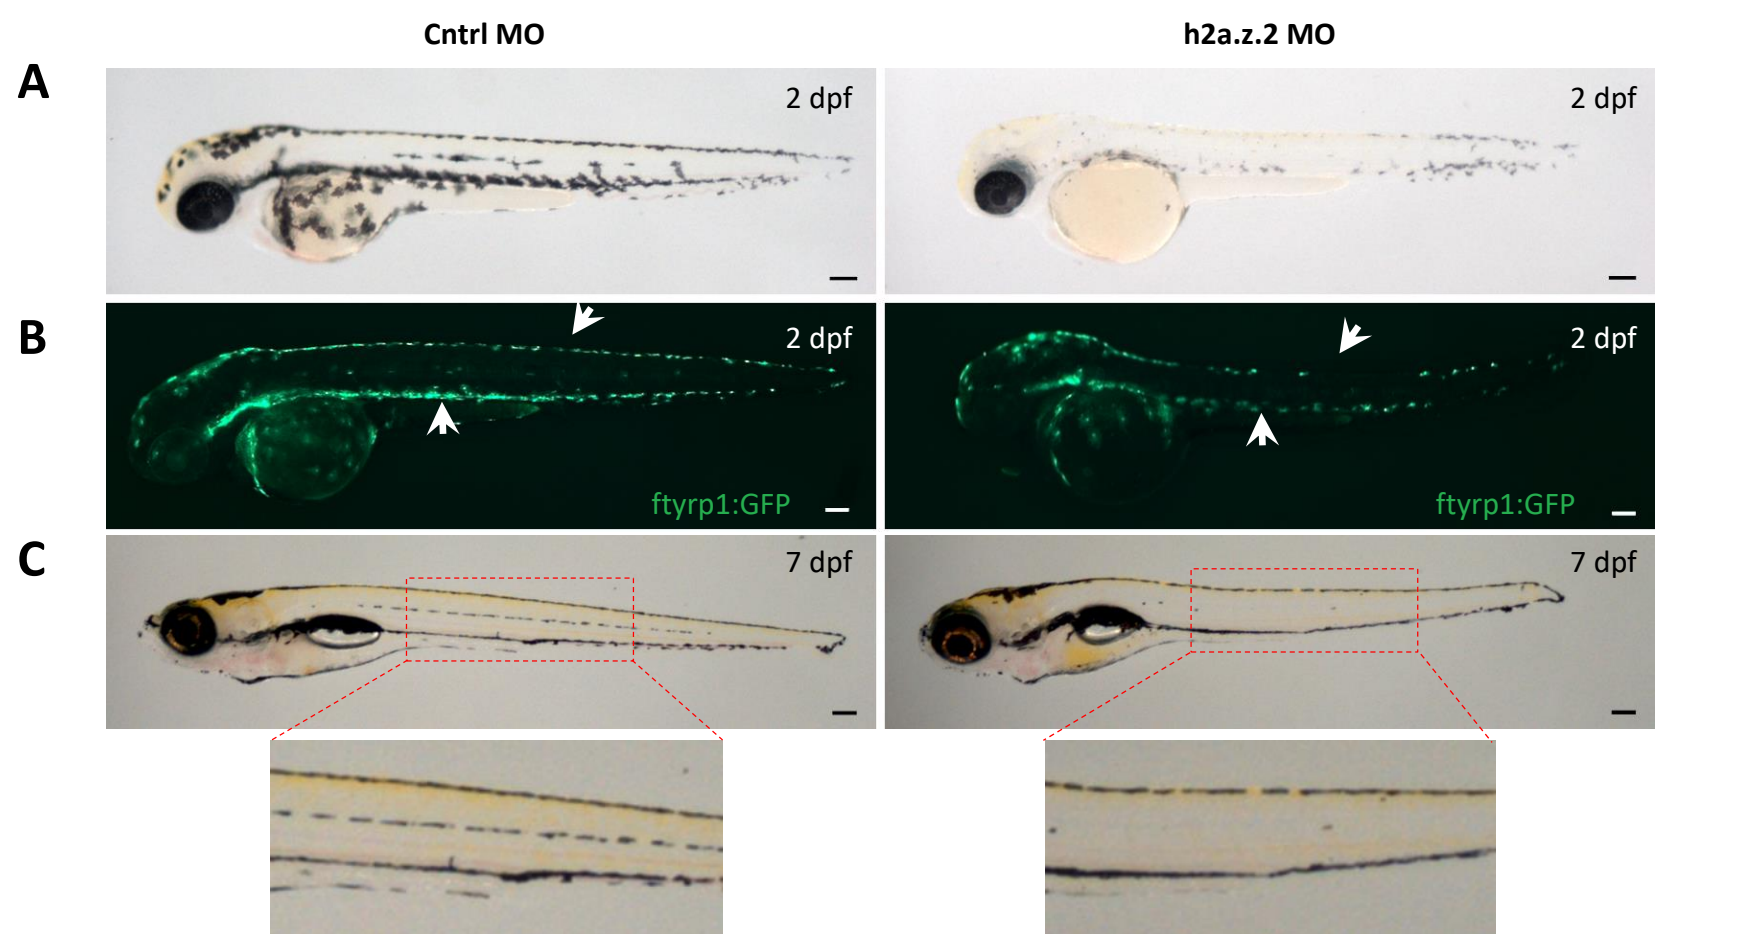 Cntrl MO
h2a.z.2 MO
A
2 dpf
2 dpf
B
2 dpf
ftyrp1:GFP
2 dpf
ftyrp1:GFP
C
7 dpf
7 dpf